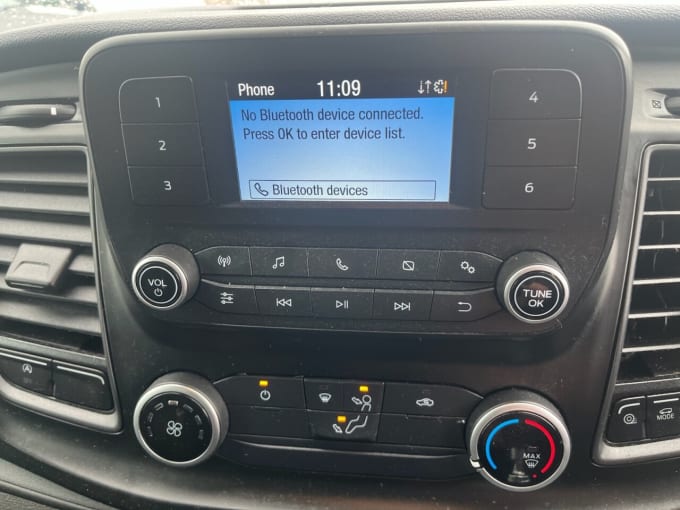 Phone 11:09
No Bluetooth device connected.
Press OK to enter device list.
Bluetooth devices
1
2
3
4
5
6
VOL
TUNE
OK
MAX
MODE